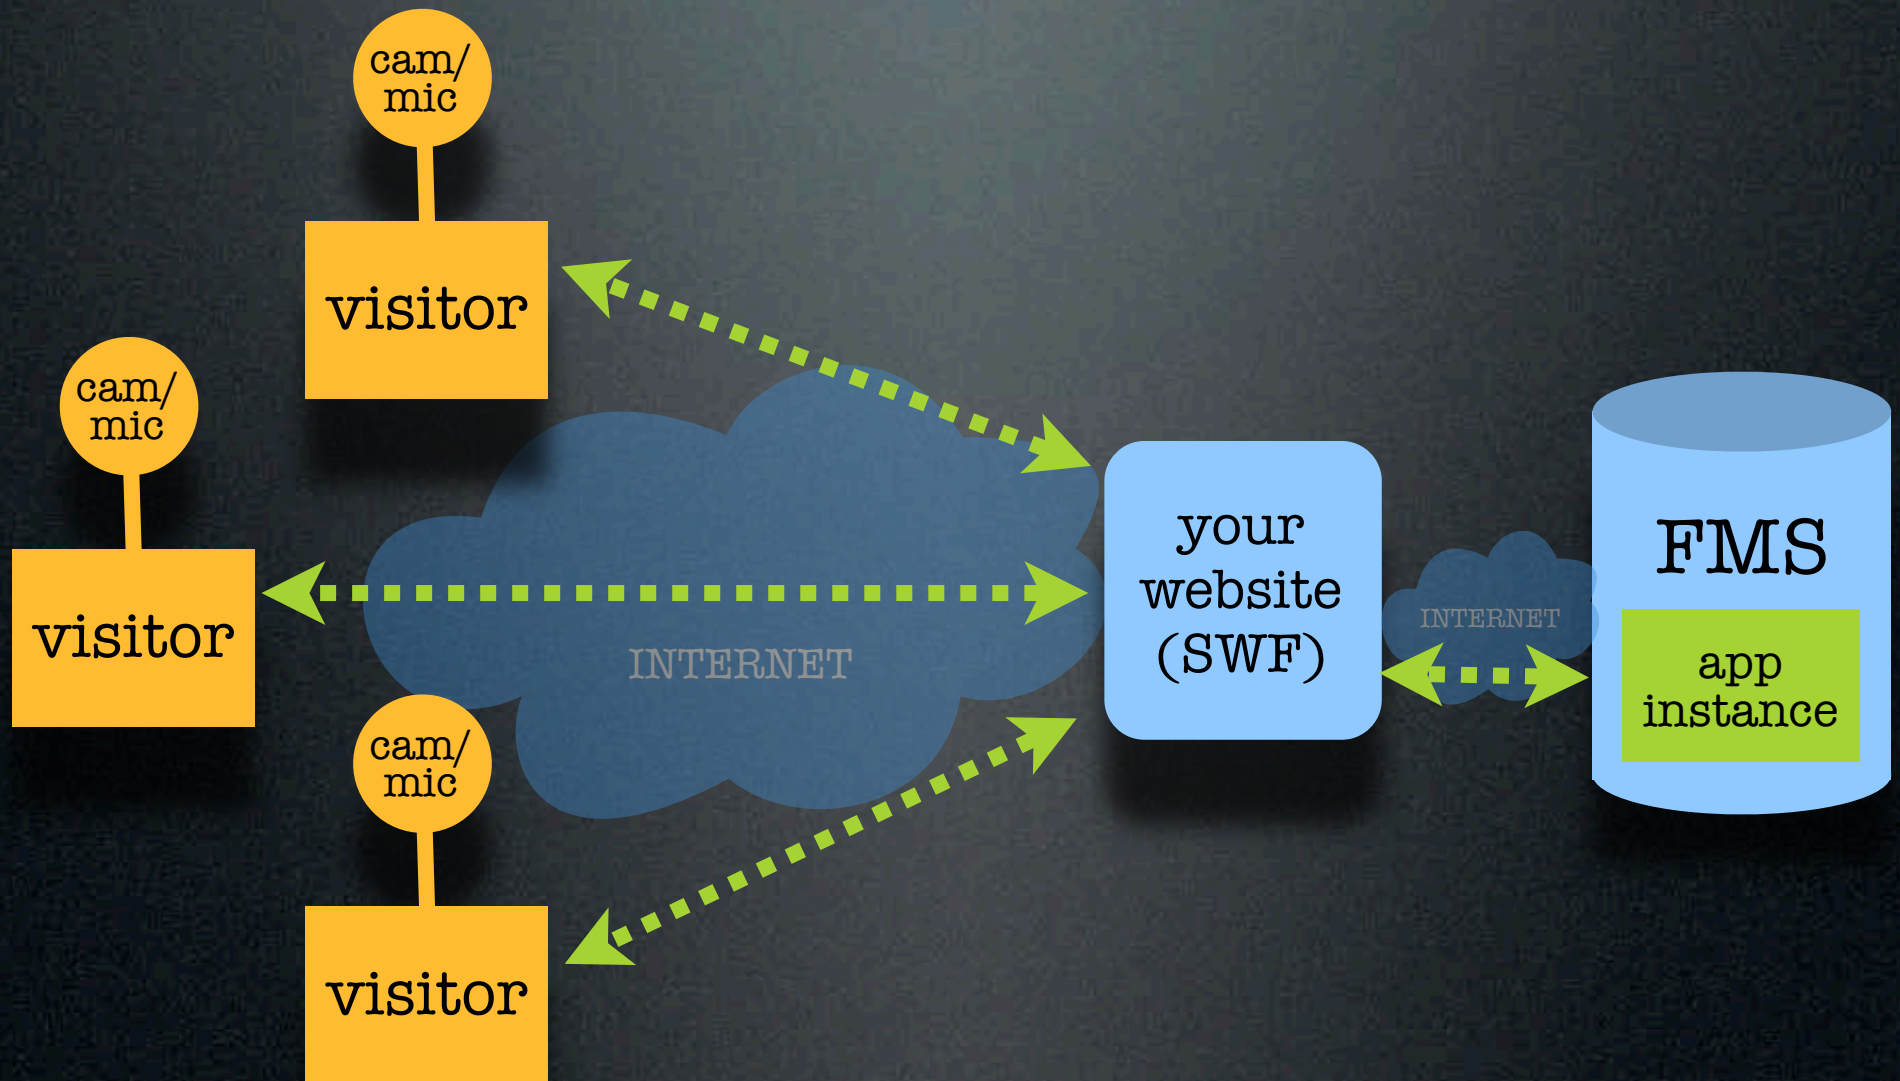 cam/
mic
visitor
cam/
mic
visitor
cam/
mic
visitor
INTERNET
your
website
(SWF)
INTERNET
FMS
app
instance